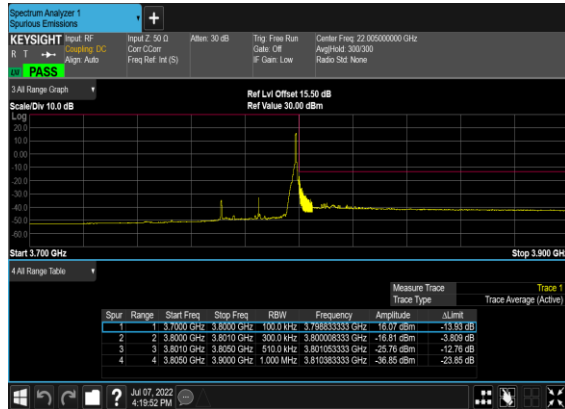 Spectrum Analyzer 1
Spurious Emissions
+
KEYSIGHT Input: RF Input Z: 50 Ω Atten: 30 dB Trig: Free Run Center Freq: 22.005000000 GHz
R T Coupling: DC Corr CCorr Gate: Off Avg|Hold: 300/300
Align: Auto Freq Ref: Int (S) IF Gain: Low Radio Std: None
PASS
3 All Range Graph
Ref Lvl Offset 15.50 dB
Scale/Div 10.0 dB Ref Value 30.00 dBm
Log
20.0
10.0
0.00
-10.0
-20.0
-30.0
-40.0
-50.0
-60.0
Start 3.700 GHz Stop 3.900 GHz
4 All Range Table
Measure Trace Trace 1
Trace Type Trace Average (Active)
Spur Range Start Freq Stop Freq RBW Frequency Amplitude ΔLimit
1 1 3.7000 GHz 3.8000 GHz 100.0 kHz 3.798833333 GHz 16.07 dBm -13.93 dB
2 2 3.8000 GHz 3.8010 GHz 300.0 kHz 3.800008333 GHz -16.81 dBm -3.809 dB
3 3 3.8010 GHz 3.8050 GHz 510.0 kHz 3.801053333 GHz -25.76 dBm -12.76 dB
4 4 3.8050 GHz 3.9000 GHz 1.000 MHz 3.810383333 GHz -36.85 dBm -23.85 dB
? Jul 07, 2022
4:19:52 PM